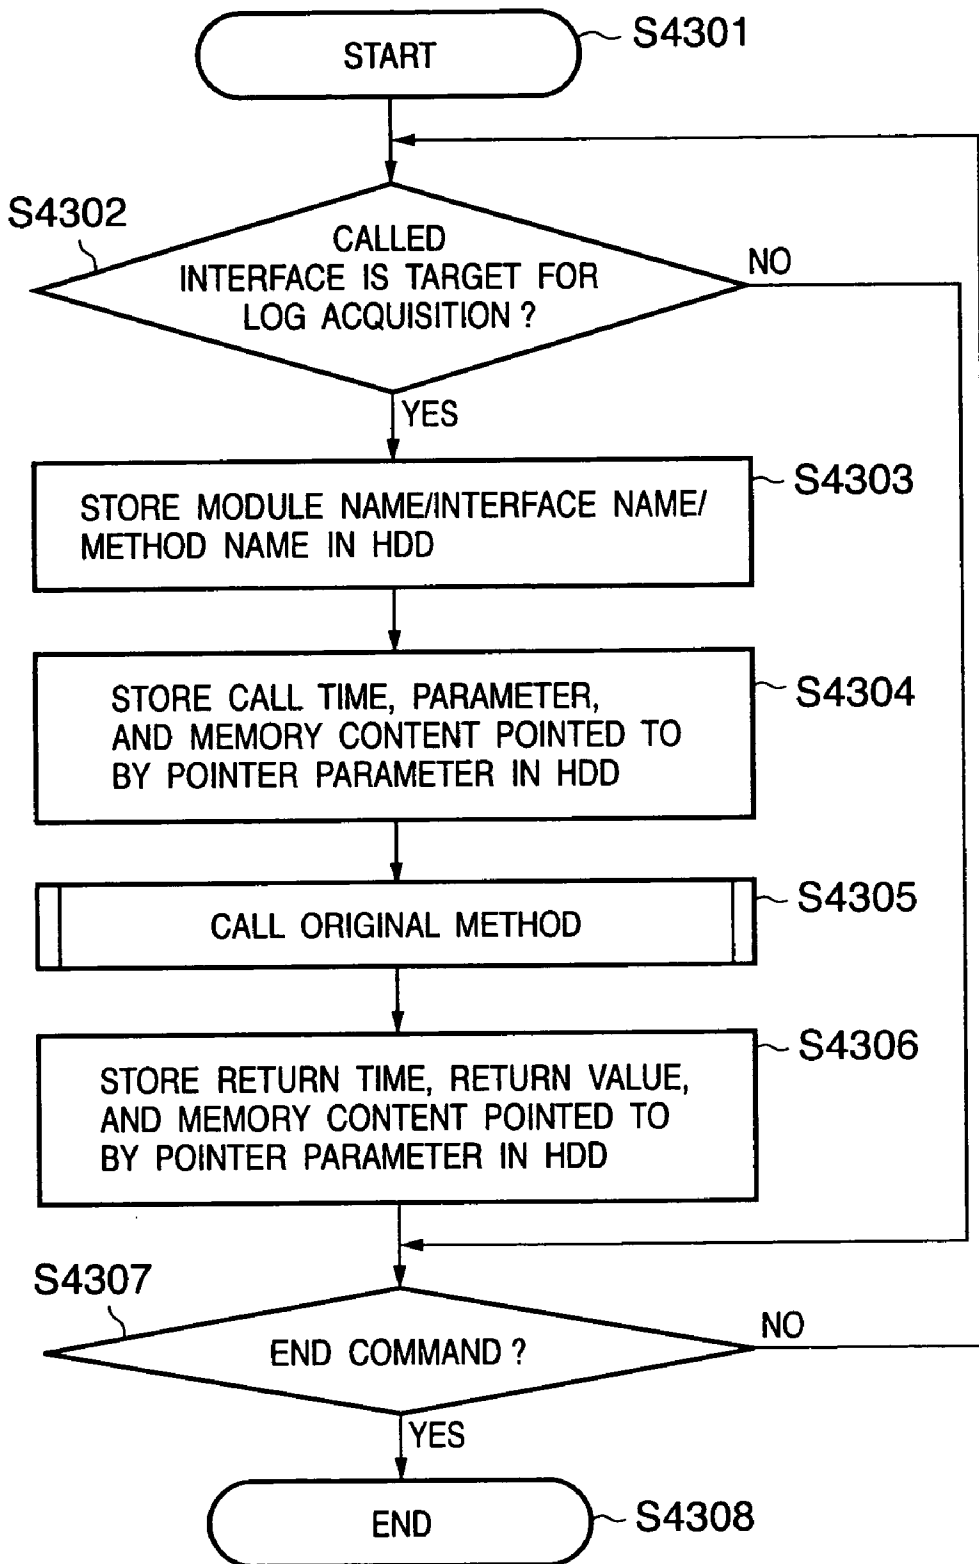 START
S4301
S4302
CALLED
INTERFACE IS TARGET FOR
LOG ACQUISITION ?
NO
YES
STORE MODULE NAME/INTERFACE NAME/
METHOD NAME IN HDD
S4303
STORE CALL TIME, PARAMETER,
AND MEMORY CONTENT POINTED TO
BY POINTER PARAMETER IN HDD
S4304
CALL ORIGINAL METHOD
S4305
STORE RETURN TIME, RETURN VALUE,
AND MEMORY CONTENT POINTED TO
BY POINTER PARAMETER IN HDD
S4306
S4307
END COMMAND ?
NO
YES
END
S4308